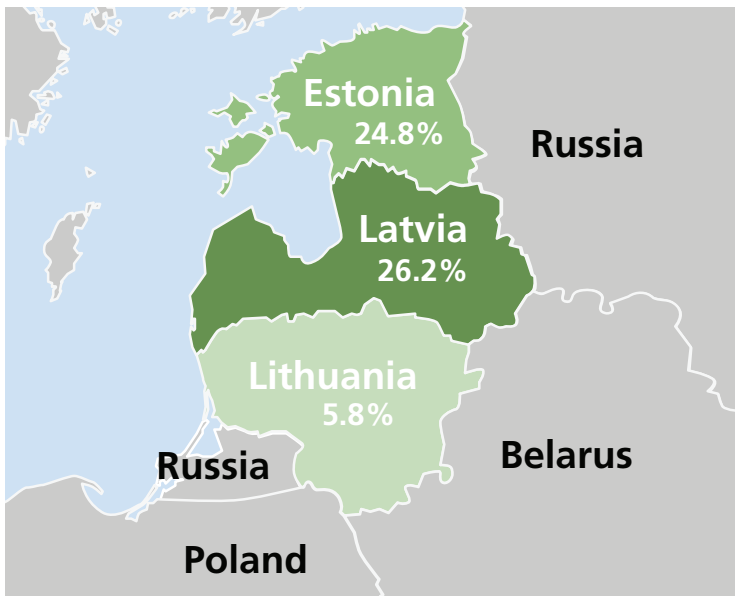 Estonia
24.8%
Russia
Latvia
26.2%
Lithuania
5.8%
Russia
Belarus
Poland